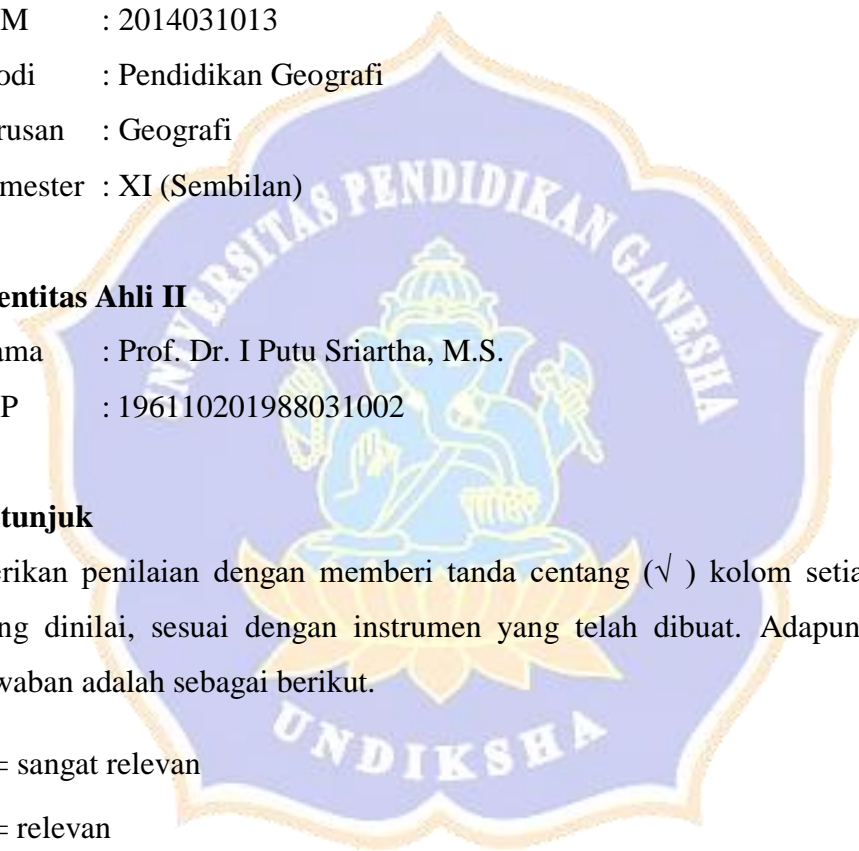 M : 2014031013
odi : Pendidikan Geografi
rusan : Geografi
mester : XI (Sembilan)
UNIVERSITAS PENDIDIKAN GANESHA
entitas Ahli II
ama : Prof. Dr. I Putu Sriartha, M.S.
P : 196110201988031002
tunjuk
erikan penilaian dengan memberi tanda centang (√ ) kolom setia
ng dinilai, sesuai dengan instrumen yang telah dibuat. Adapun
waban adalah sebagai berikut.
= sangat relevan
UNDIKSHA
= relevan